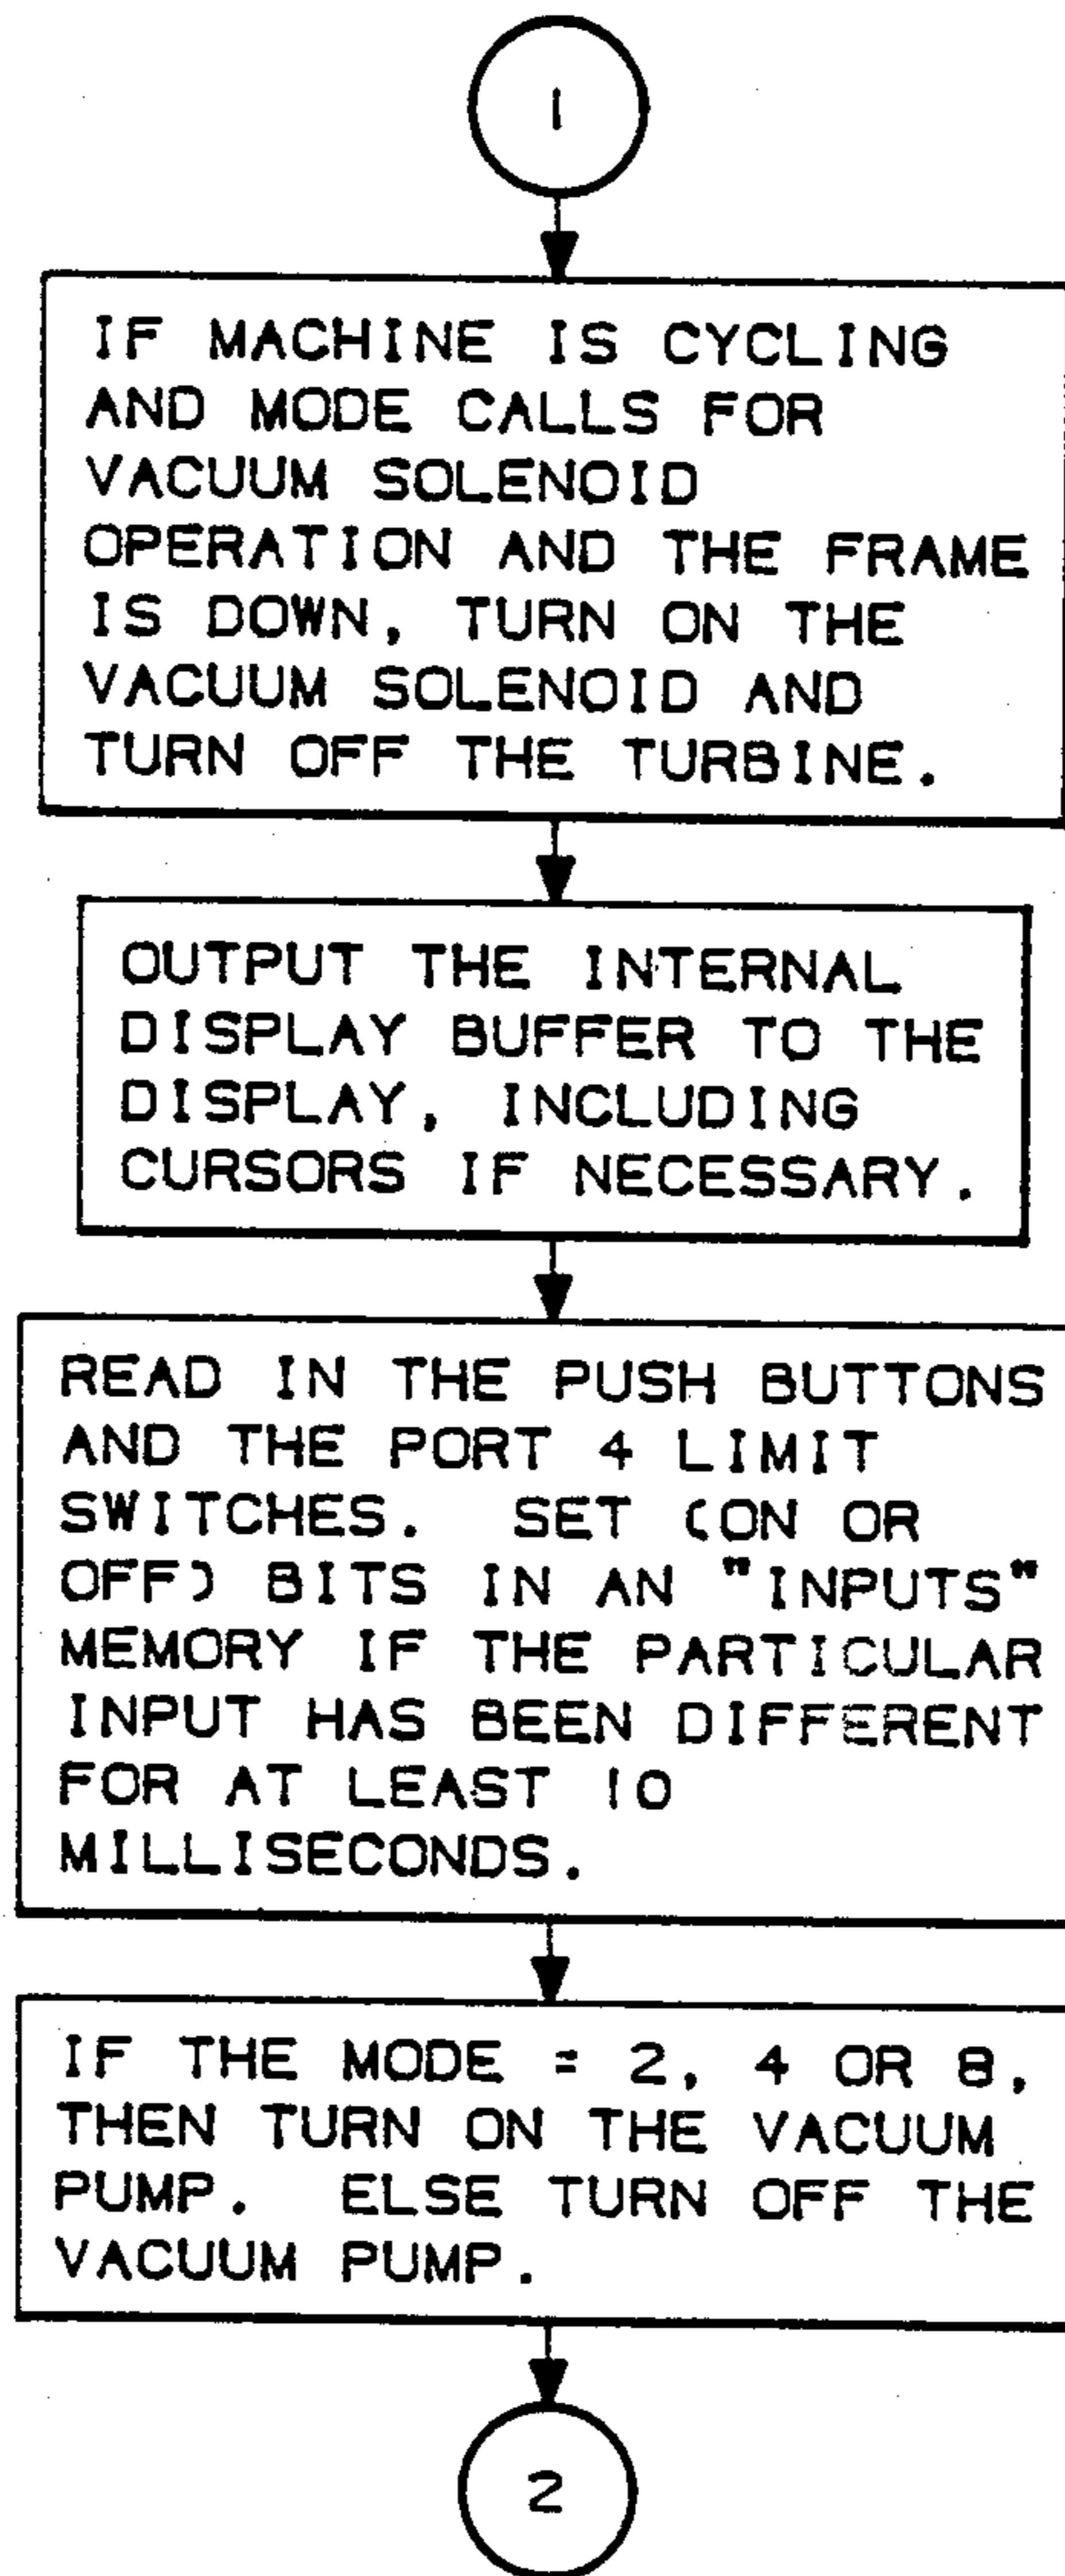 1
IF MACHINE IS CYCLING
AND MODE CALLS FOR
VACUUM SOLENOID
OPERATION AND THE FRAME
IS DOWN, TURN ON THE
VACUUM SOLENOID AND
TURN OFF THE TURBINE.
OUTPUT THE INTERNAL
DISPLAY BUFFER TO THE
DISPLAY, INCLUDING
CURSORS IF NECESSARY.
READ IN THE PUSH BUTTONS
AND THE PORT 4 LIMIT
SWITCHES. SET (ON OR
OFF) BITS IN AN "INPUTS"
MEMORY IF THE PARTICULAR
INPUT HAS BEEN DIFFERENT
FOR AT LEAST 10
MILLISECONDS.
IF THE MODE = 2, 4 OR 8,
THEN TURN ON THE VACUUM
PUMP. ELSE TURN OFF THE
VACUUM PUMP.
2